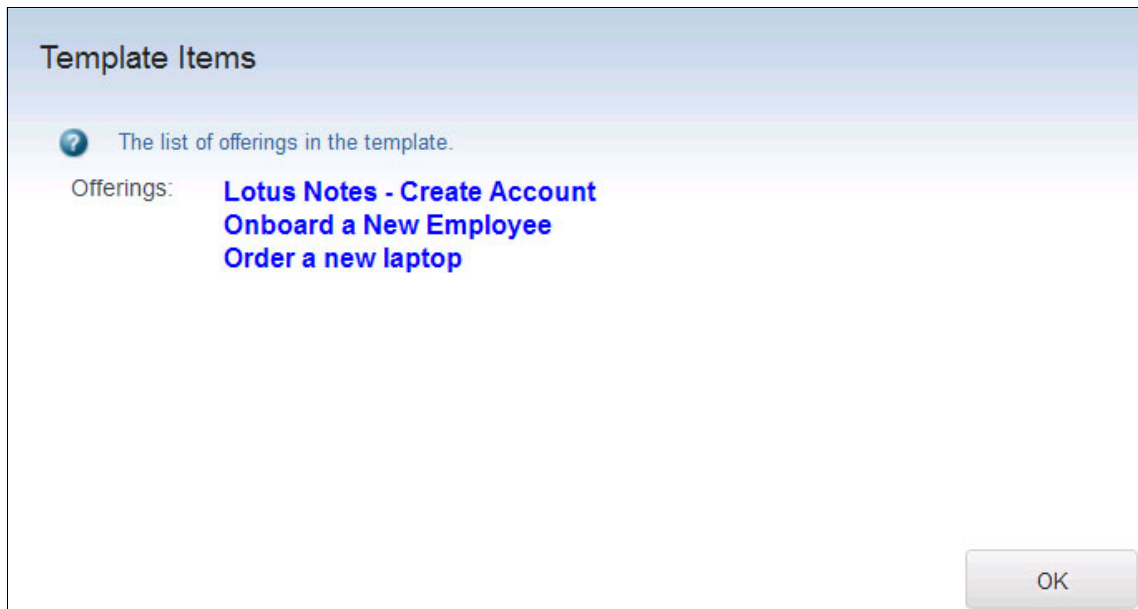 Template Items
? The list of offerings in the template.
Offerings: Lotus Notes - Create Account
Onboard a New Employee
Order a new laptop
OK